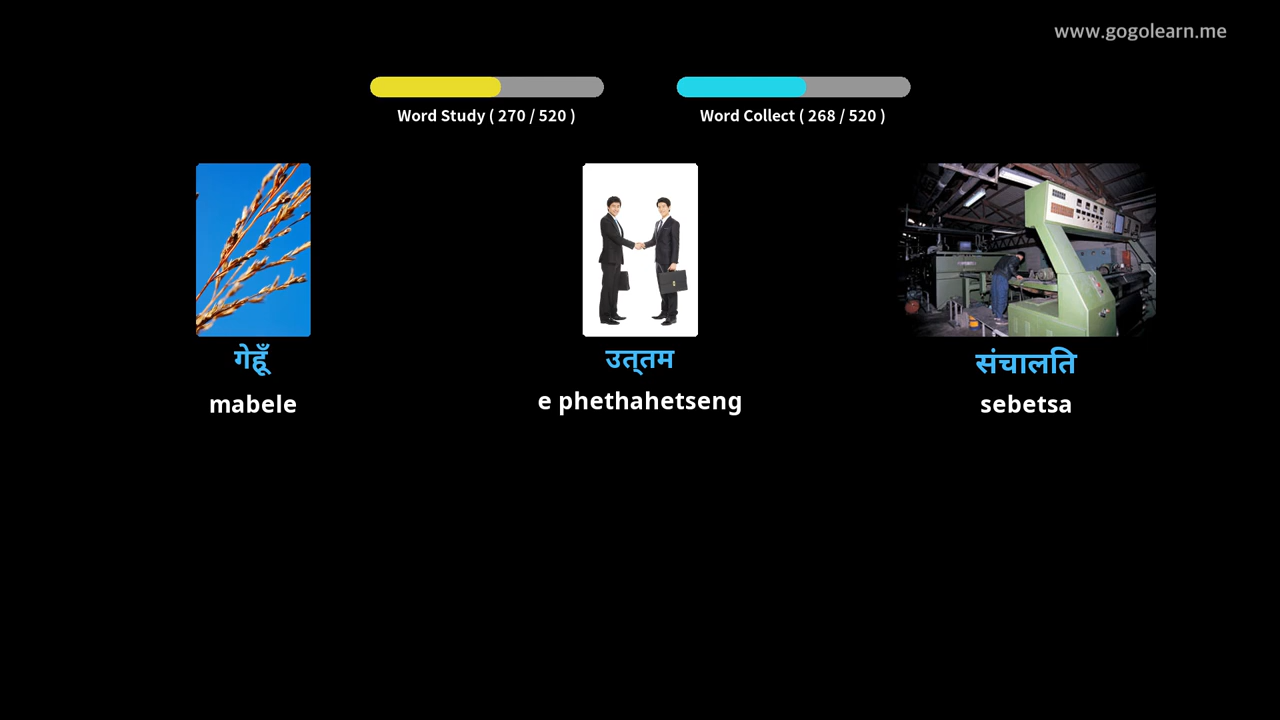 www.gogolearn.me
Word Study ( 270 / 520 )
Word Collect ( 268 / 520 )
गेहूँ
उत्‌तम
संचालति
mabele
e phethahetseng
sebetsa